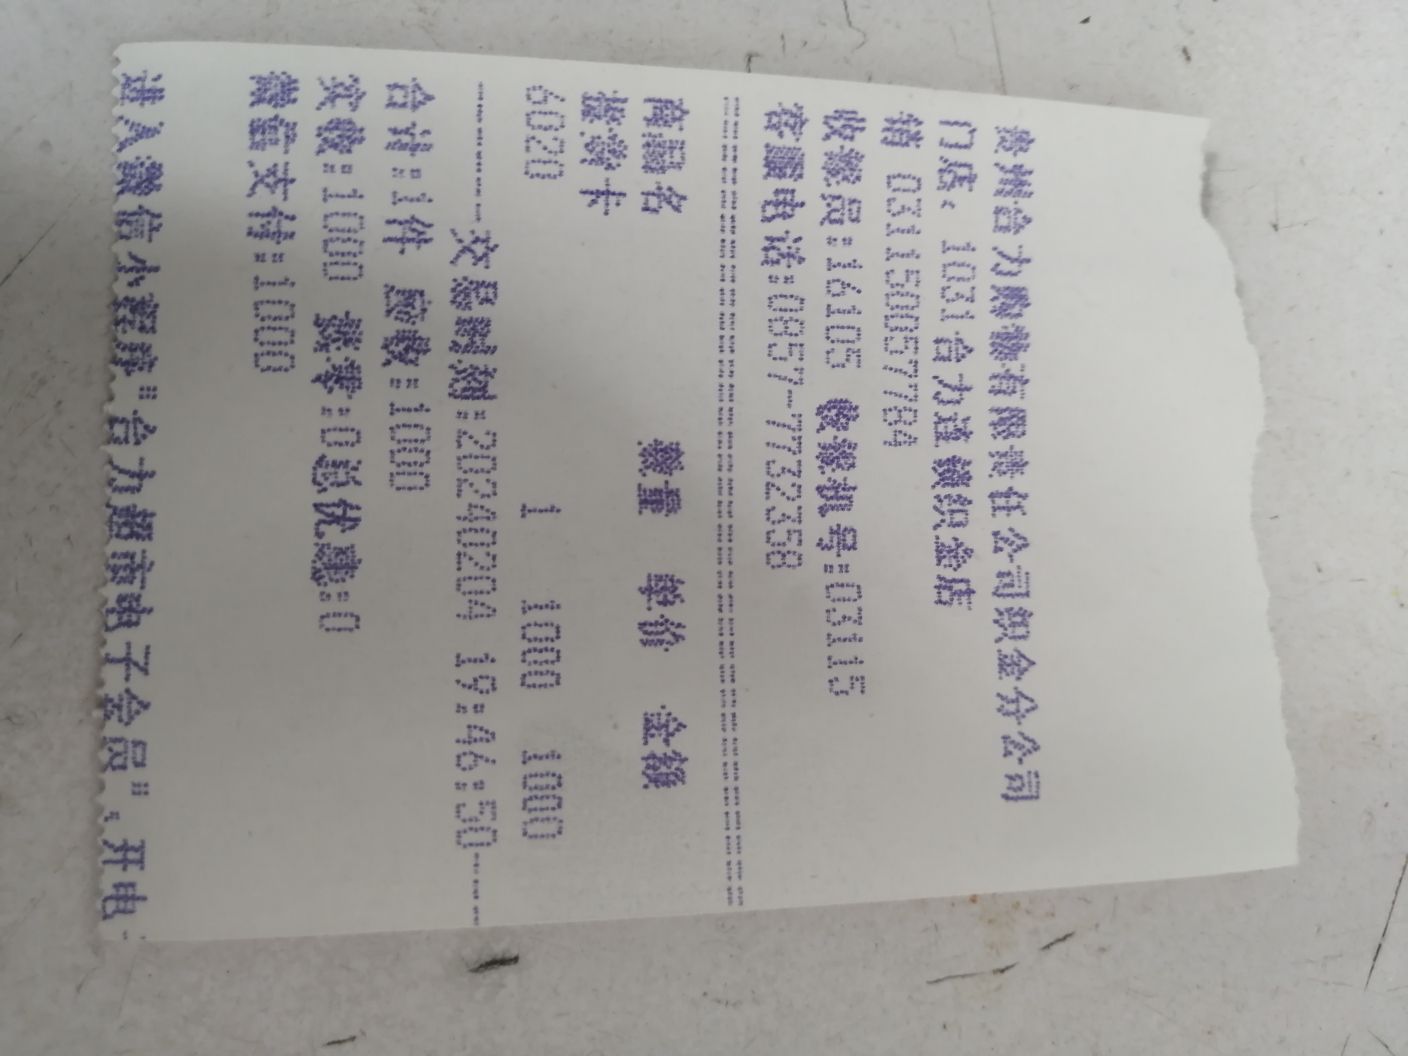 贵州合力购物有限责任公司织金分公司
门店: 1031合力超市织金店
销 03115005577784
收银员:16105 收银机号:03115
客服电话:0857-7732358
================================
商品名 数量 单价 金额
提货卡
6020 1 1000 1000
--------交易时间:20240204 19:46:50----
合计:1件 应收:1000
实收:1000 找零:0总优惠:0
微信支付:1000
进入微信小程序"合力超市电子会员",开电